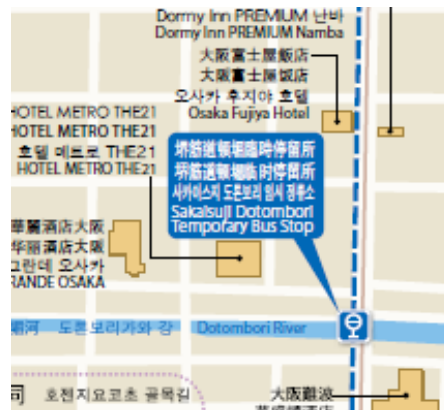 Dormy Inn PREMIUM 난바
Dormy Inn PREMIUM Namba
大阪富士屋飯店
大阪富士屋饭店
오사카 후지야 호텔
Osaka Fujiya Hotel
HOTEL METRO THE21
HOTEL METRO THE21
호텔 메트로 THE21
HOTEL METRO THE21
堺筋道頓堀臨時停留所
堺筋道顿堀临时停留所
사카이스지 도톤보리 임시 정류소
Sakaisuji Dotombori
Temporary Bus Stop
華麗酒店大阪
华丽酒店大阪
그란데 오사카
RANDE OSAKA
堀河 도톤보리가와 강 Dotombori River
司 호젠지요코초 골목길
大阪難波